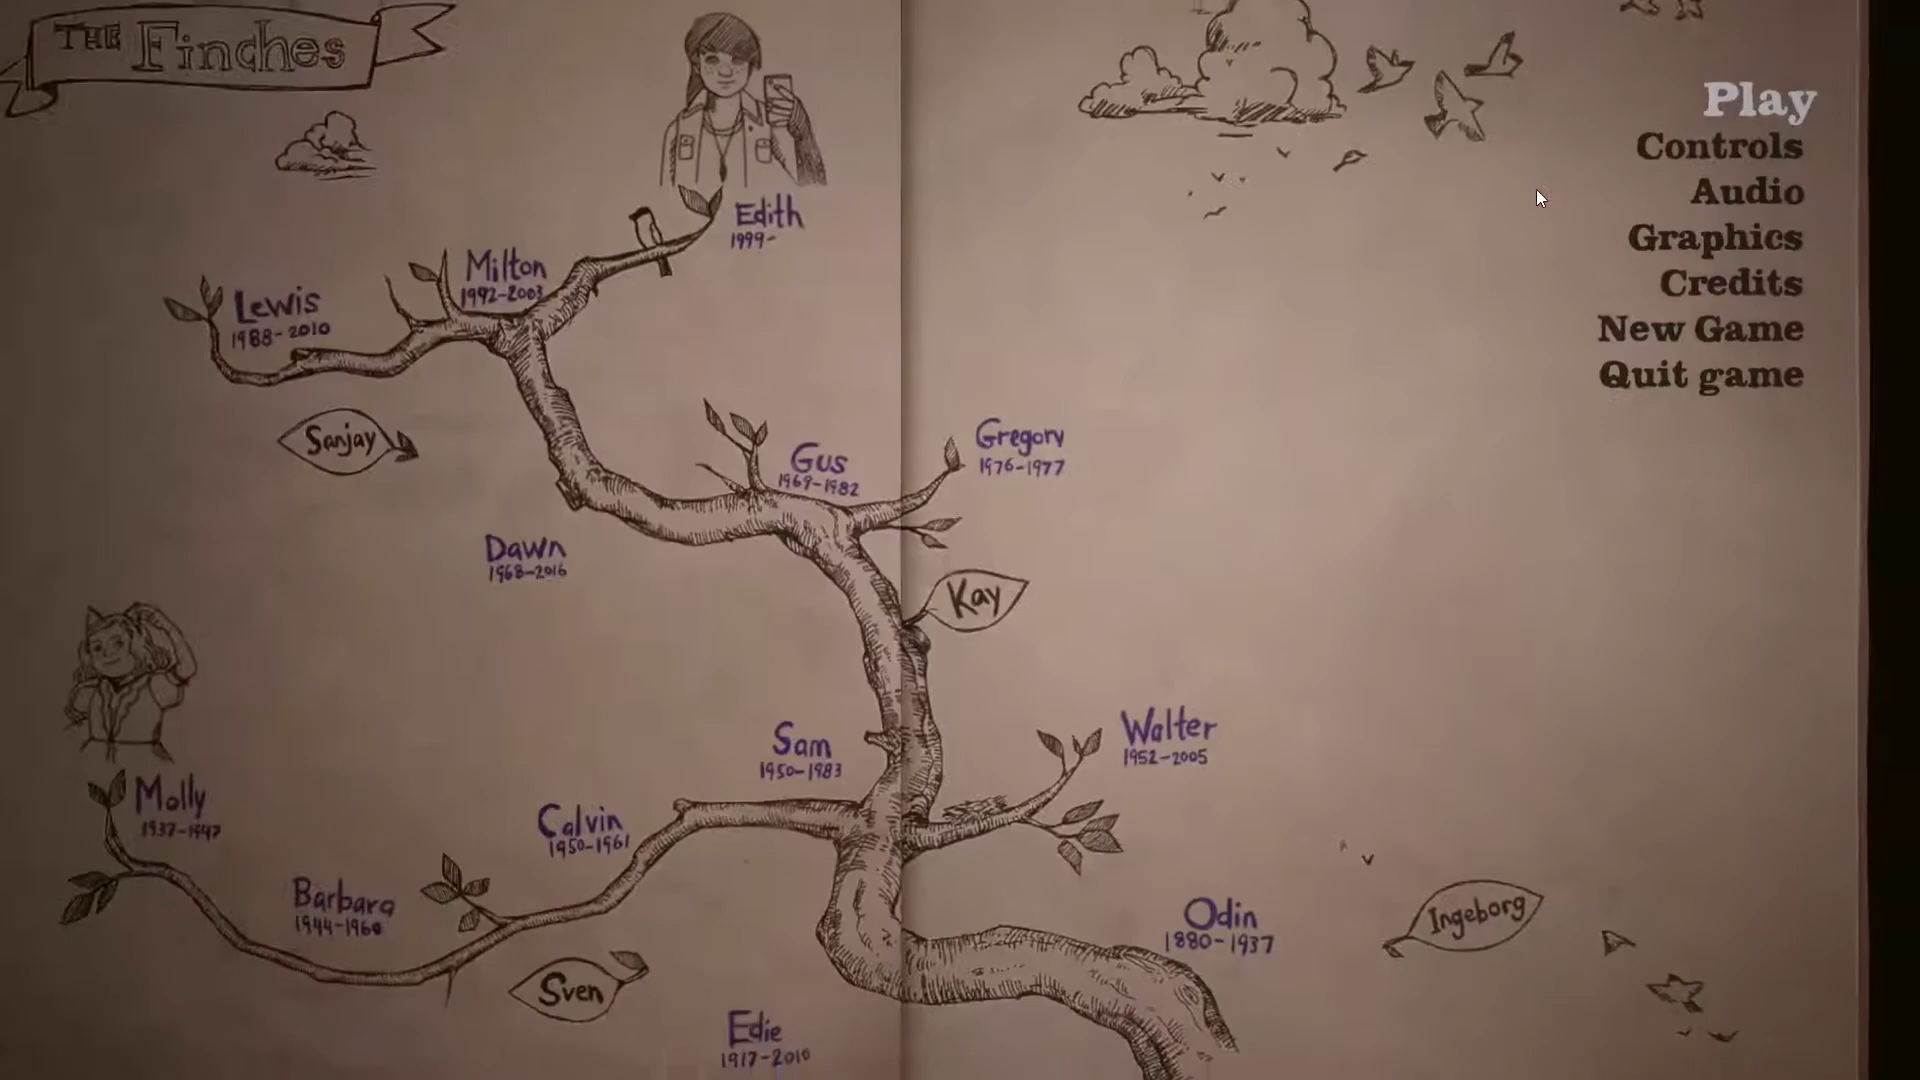 THE Finches
Play
Controls
Audio
Graphics
Credits
New Game
Quit game
Edith
1999-
Milton
1992-2003
Lewis
1988-2010
Sanjay
Gus
1969-1982
Gregory
1976-1977
Dawn
1968-2016
Kay
Sam
1950-1983
Walter
1952-2005
Molly
1937-1947
Calvin
1950-1961
Barbara
1944-1960
Sven
Odin
1880-1937
Ingeborg
Edie
1917-2010